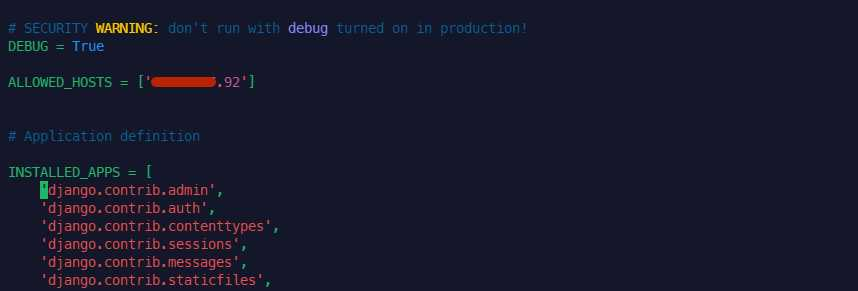 # SECURITY WARNING: don't run with debug turned on in production!
DEBUG = True
ALLOWED_HOSTS = ['.92']
# Application definition
INSTALLED_APPS = [
'django.contrib.admin',
'django.contrib.auth',
'django.contrib.contenttypes',
'django.contrib.sessions',
'django.contrib.messages',
'django.contrib.staticfiles',